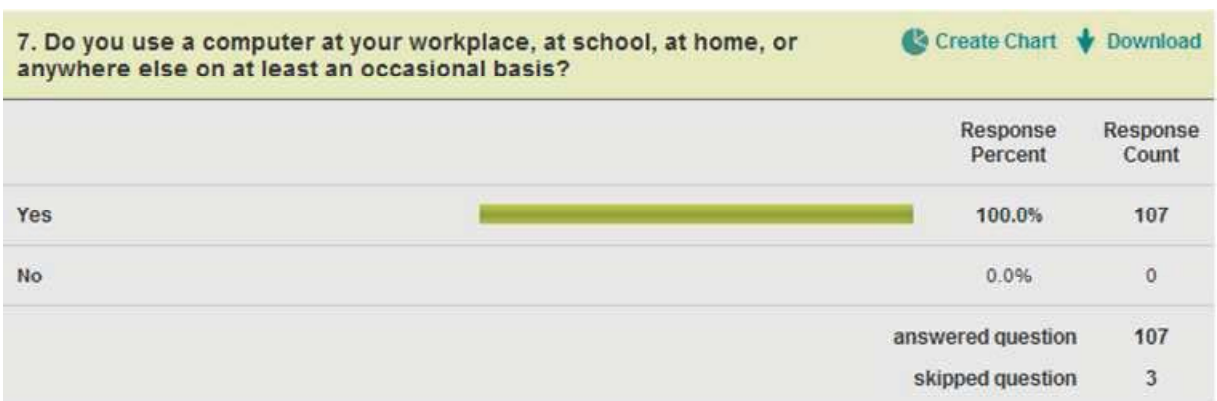 7. Do you use a computer at your workplace, at school, at home, or
anywhere else on at least an occasional basis?
Create Chart Download
Response Percent
Response Count
Yes 100.0% 107
No 0.0% 0
answered question 107
skipped question 3